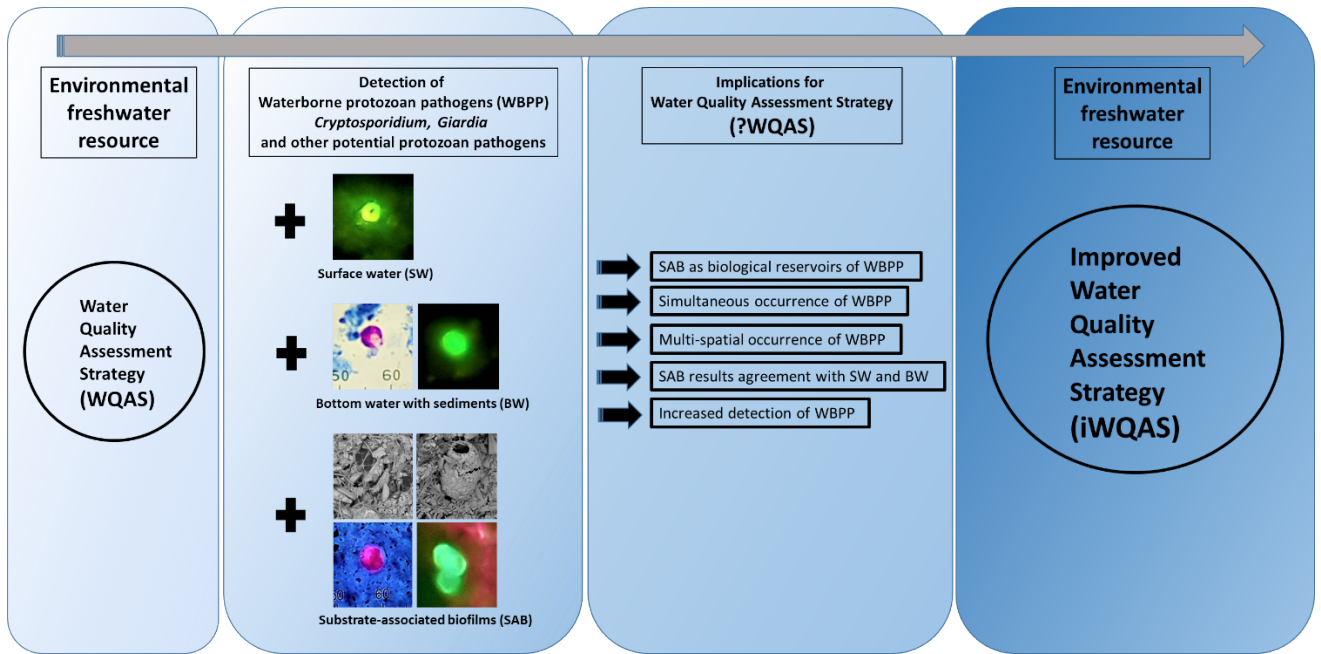 Environmental
freshwater
resource
Water
Quality
Assessment
Strategy
(WQAS)
Detection of
Waterborne protozoan pathogens (WBPP)
Cryptosporidium, Giardia
and other potential protozoan pathogens
Surface water (SW)
50 60
Bottom water with sediments (BW)
60
Substrate-associated biofilms (SAB)
Implications for
Water Quality Assessment Strategy
(?WQAS)
SAB as biological reservoirs of WBPP
Simultaneous occurrence of WBPP
Multi-spatial occurrence of WBPP
SAB results agreement with SW and BW
Increased detection of WBPP
Environmental
freshwater
resource
Improved
Water
Quality
Assessment
Strategy
(iWQAS)